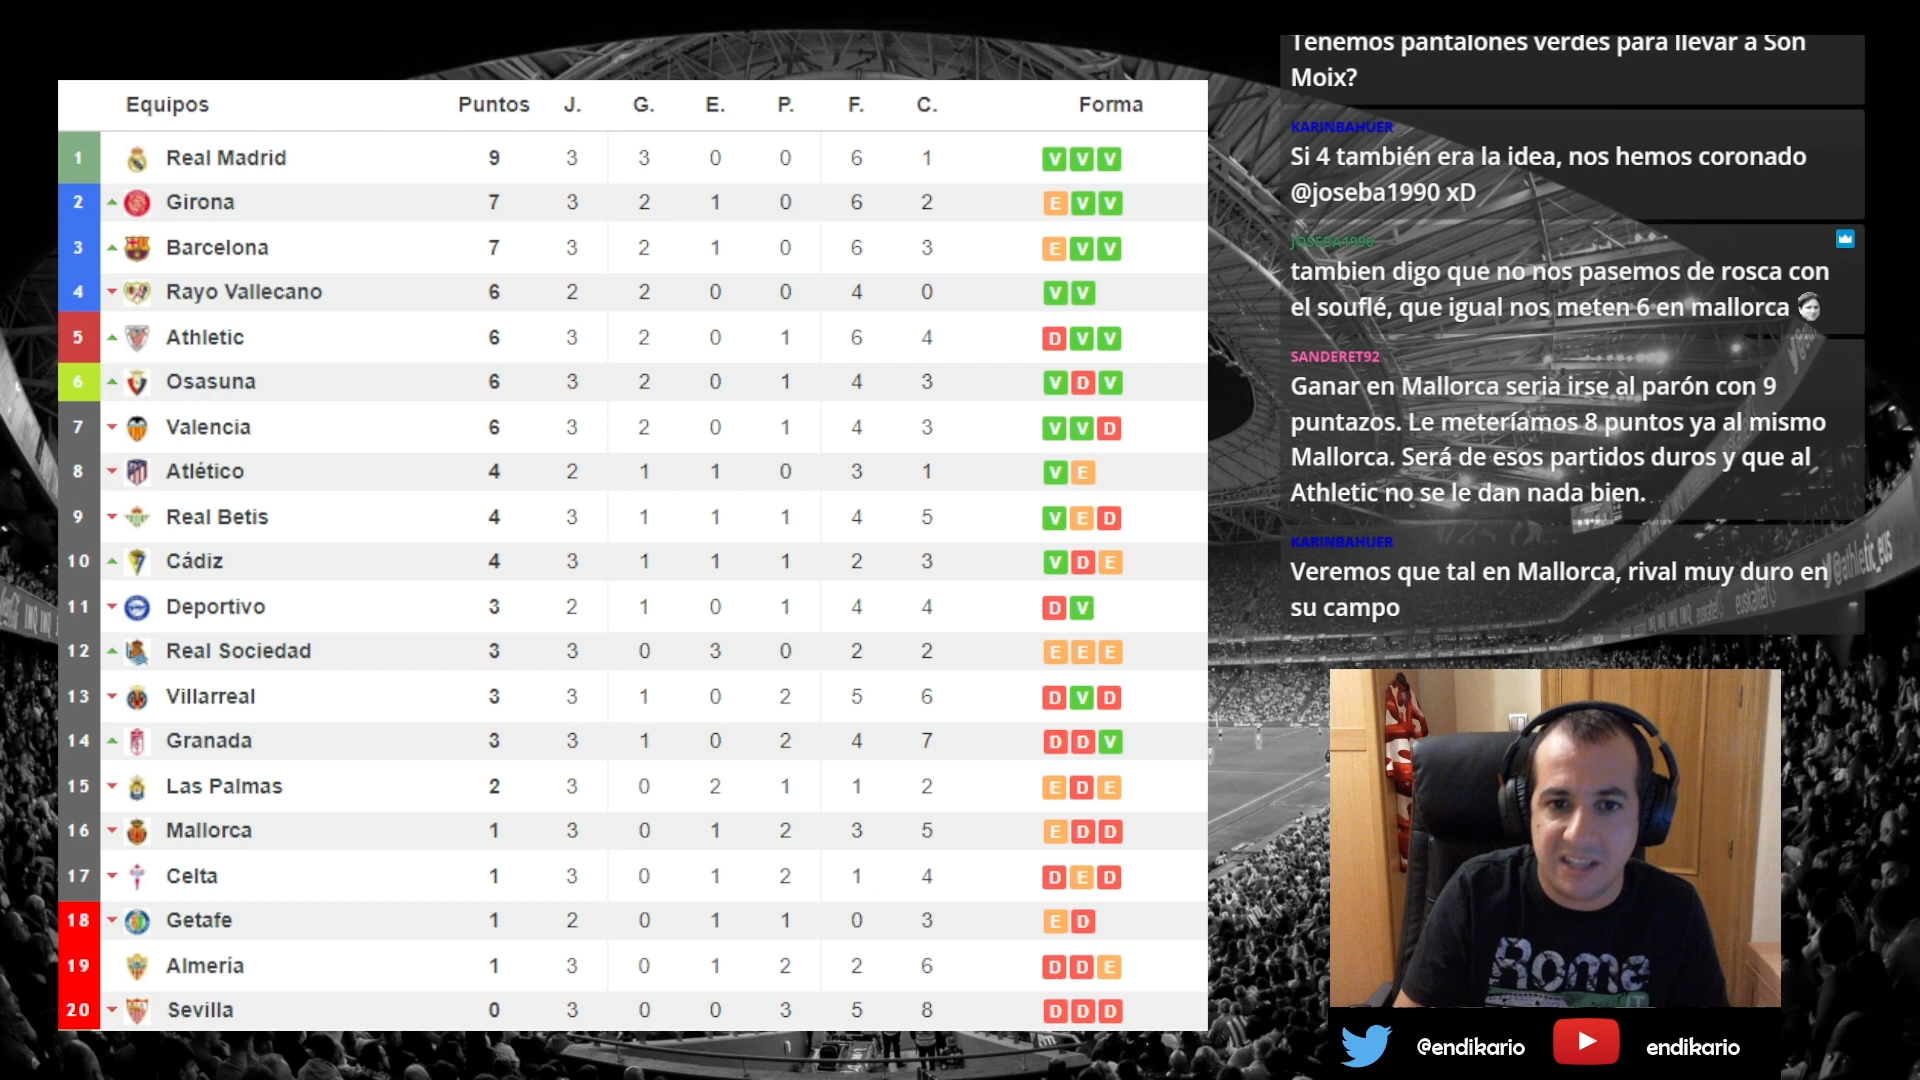 Equipos Puntos J. G. E. P. F. C. Forma
1 Real Madrid 9 3 3 0 0 6 1 V V V
2 Girona 7 3 2 1 0 6 2 E V V
3 Barcelona 7 3 2 1 0 6 3 E V V
4 Rayo Vallecano 6 2 2 0 0 4 0 V V
5 Athletic 6 3 2 0 1 6 4 D V V
6 Osasuna 6 3 2 0 1 4 3 V D V
7 Valencia 6 3 2 0 1 4 3 V V D
8 Atlético 4 2 1 1 0 3 1 V E
9 Real Betis 4 3 1 1 1 4 5 V E D
10 Cádiz 4 3 1 1 1 2 3 V D E
11 Deportivo 3 2 1 0 1 4 4 D V
12 Real Sociedad 3 3 0 3 0 2 2 E E E
13 Villarreal 3 3 1 0 2 5 6 D V D
14 Granada 3 3 1 0 2 4 7 D D V
15 Las Palmas 2 3 0 2 1 1 2 E D E
16 Mallorca 1 3 0 1 2 3 5 E D D
17 Celta 1 3 0 1 2 1 4 D E D
18 Getafe 1 2 0 1 1 0 3 E D
19 Almería 1 3 0 1 2 2 6 D D E
20 Sevilla 0 3 0 0 3 5 8 D D D
Tenemos pantalones verdes para llevar a Son
Moix?
KARINBAHUER
Si 4 también era la idea, nos hemos coronado
@joseba1990 xD
JOSEBA1990
tambien digo que no nos pasemos de rosca con
el souflé, que igual nos meten 6 en mallorca
SANDERET92
Ganar en Mallorca seria irse al parón con 9
puntazos. Le meteríamos 8 puntos ya al mismo
Mallorca. Será de esos partidos duros y que al
Athletic no se le dan nada bien.
KARINBAHUER
Veremos que tal en Mallorca, rival muy duro en
su campo
@athletic_eus
euskaltel
Rome
@endikario
endikario